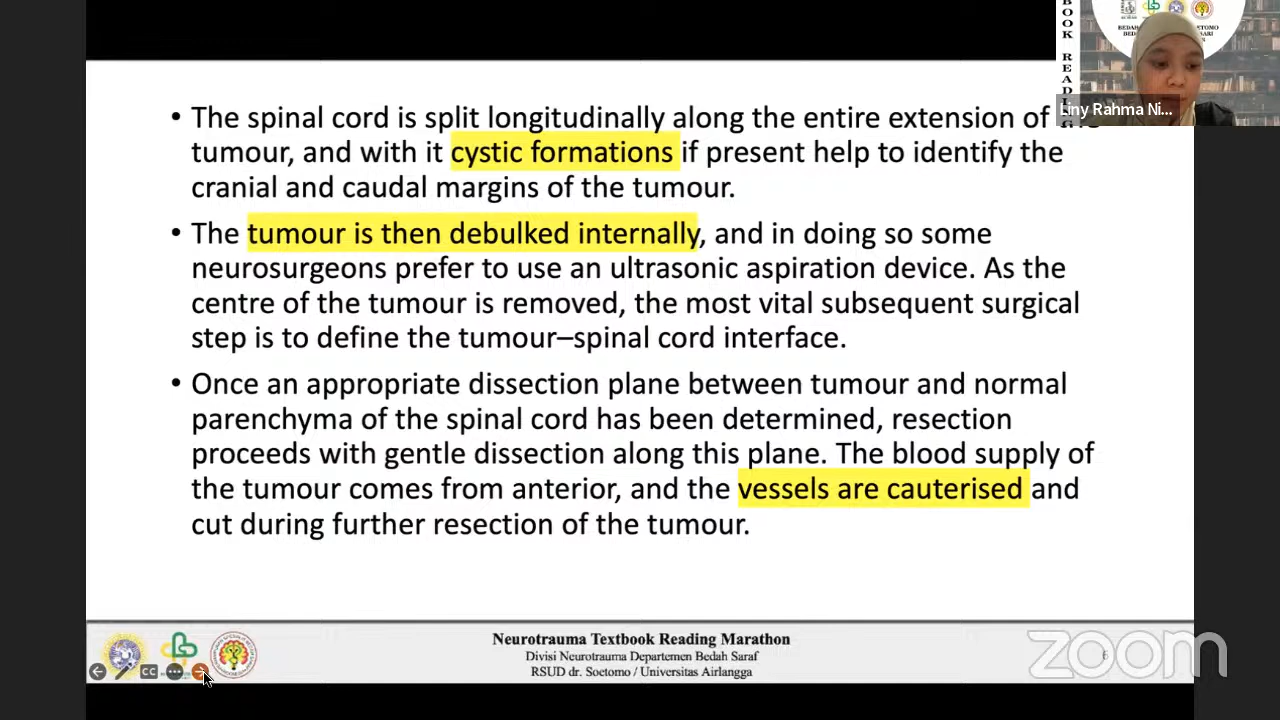 • The spinal cord is split longitudinally along the entire extension of
tumour, and with it cystic formations if present help to identify the
cranial and caudal margins of the tumour.
• The tumour is then debulked internally, and in doing so some
neurosurgeons prefer to use an ultrasonic aspiration device. As the
centre of the tumour is removed, the most vital subsequent surgical
step is to define the tumour–spinal cord interface.
• Once an appropriate dissection plane between tumour and normal
parenchyma of the spinal cord has been determined, resection
proceeds with gentle dissection along this plane. The blood supply of
the tumour comes from anterior, and the vessels are cauterised and
cut during further resection of the tumour.
Liny Rahma Ni...
CC
Neurotrauma Textbook Reading Marathon
Divisi Neurotrauma Departemen Bedah Saraf
RSUD dr. Soetomo / Universitas Airlangga
6
zoom